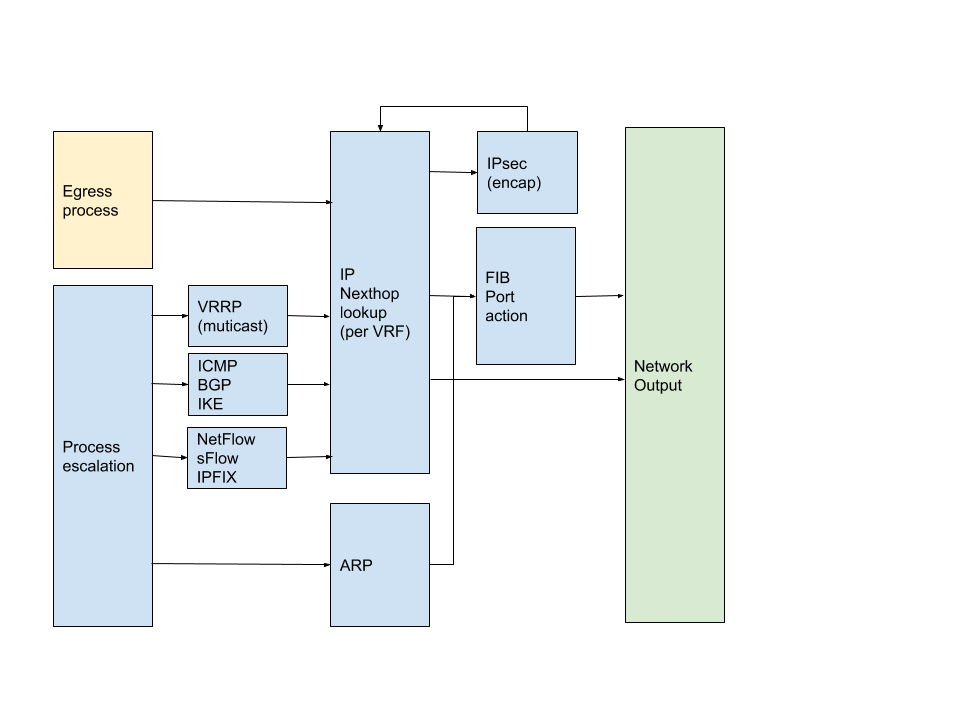 Egress
process
IPsec
(encap)
IP
Nexthop
lookup
(per VRF)
FIB
Port
action
VRRP
(muticast)
ICMP
BGP
IKE
Network
Output
Process
escalation
NetFlow
sFlow
IPFIX
ARP